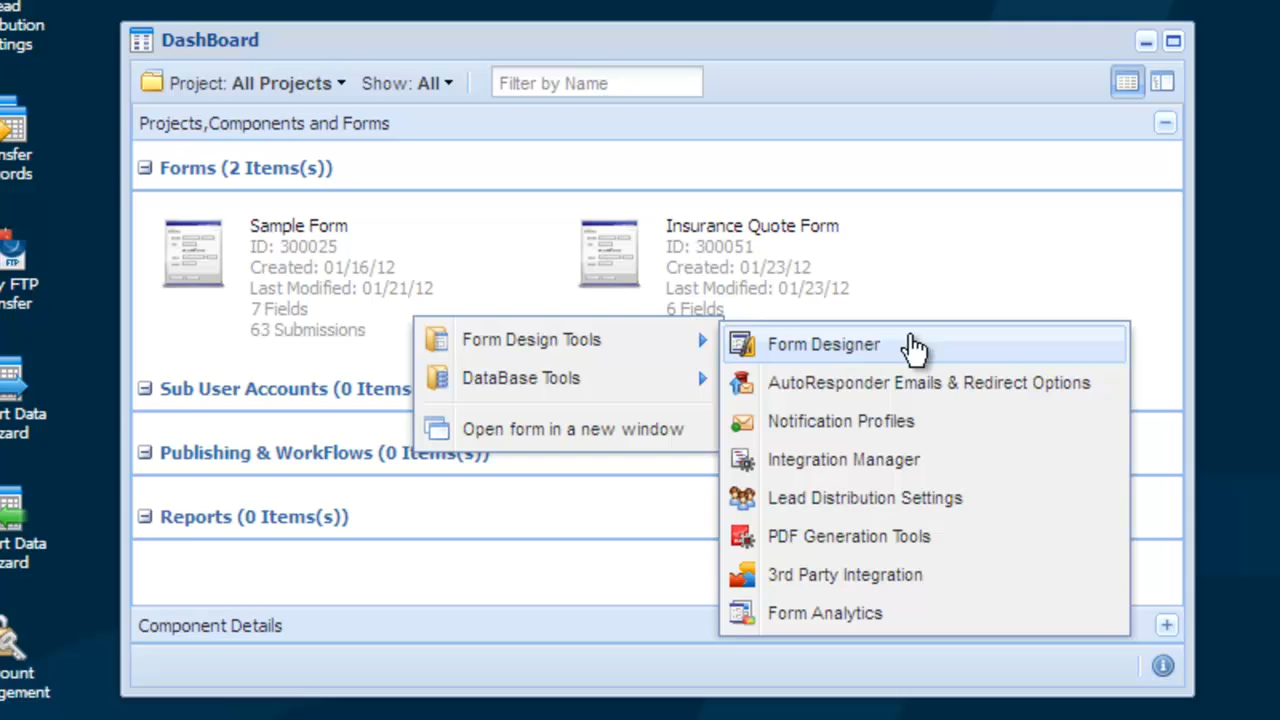 ead
bution
tings
nsfer
ords
FTP
y FTP
nsfer
rt Data
zard
rt Data
zard
ount
gement
DashBoard
Project: All Projects Show: All Filter by Name
Projects,Components and Forms
Forms (2 Items(s))
Sample Form
ID: 300025
Created: 01/16/12
Last Modified: 01/21/12
7 Fields
63 Submissions
Insurance Quote Form
ID: 300051
Created: 01/23/12
Last Modified: 01/23/12
6 Fields
Sub User Accounts (0 Items
Publishing & WorkFlows (0 Items(s))
Reports (0 Items(s))
Component Details
Form Design Tools
DataBase Tools
Open form in a new window
Form Designer
AutoResponder Emails & Redirect Options
Notification Profiles
Integration Manager
Lead Distribution Settings
PDF Generation Tools
3rd Party Integration
Form Analytics